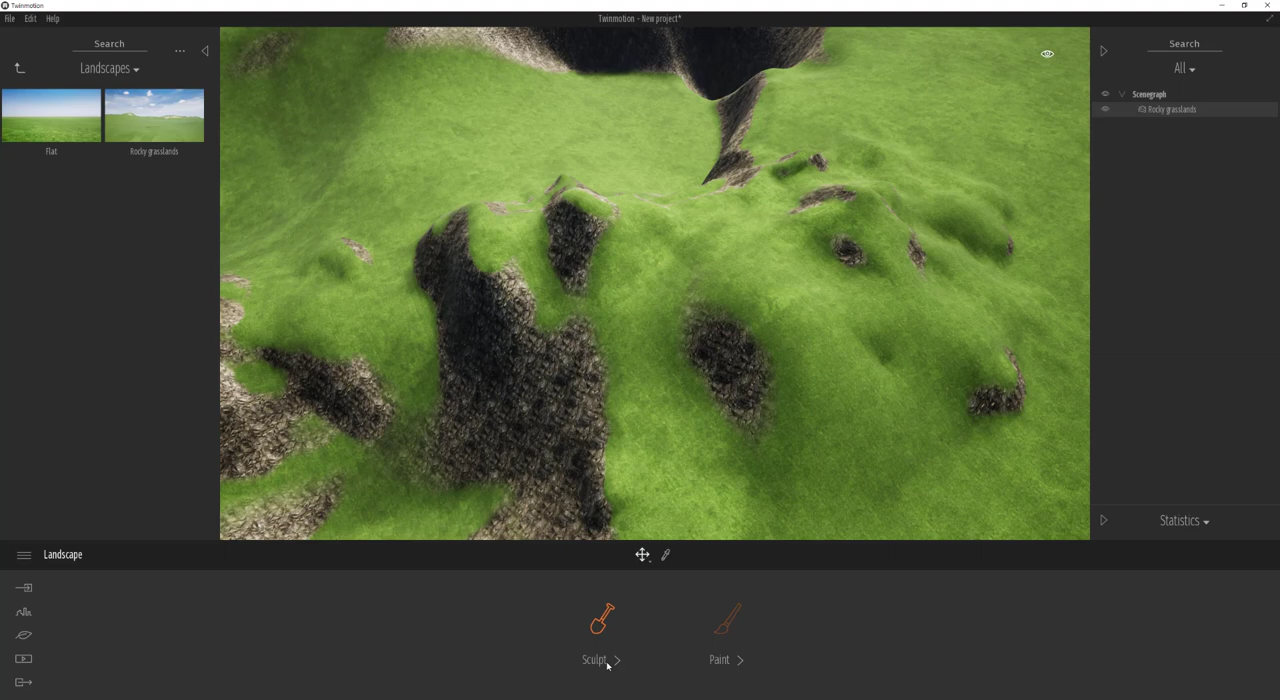 Twinmotion
File Edit Help
Twinmotion - New project*
Search
Landscapes
Flat
Rocky grasslands
Search
All
Scenegraph
Rocky grasslands
Statistics
Landscape
Sculpt
Paint